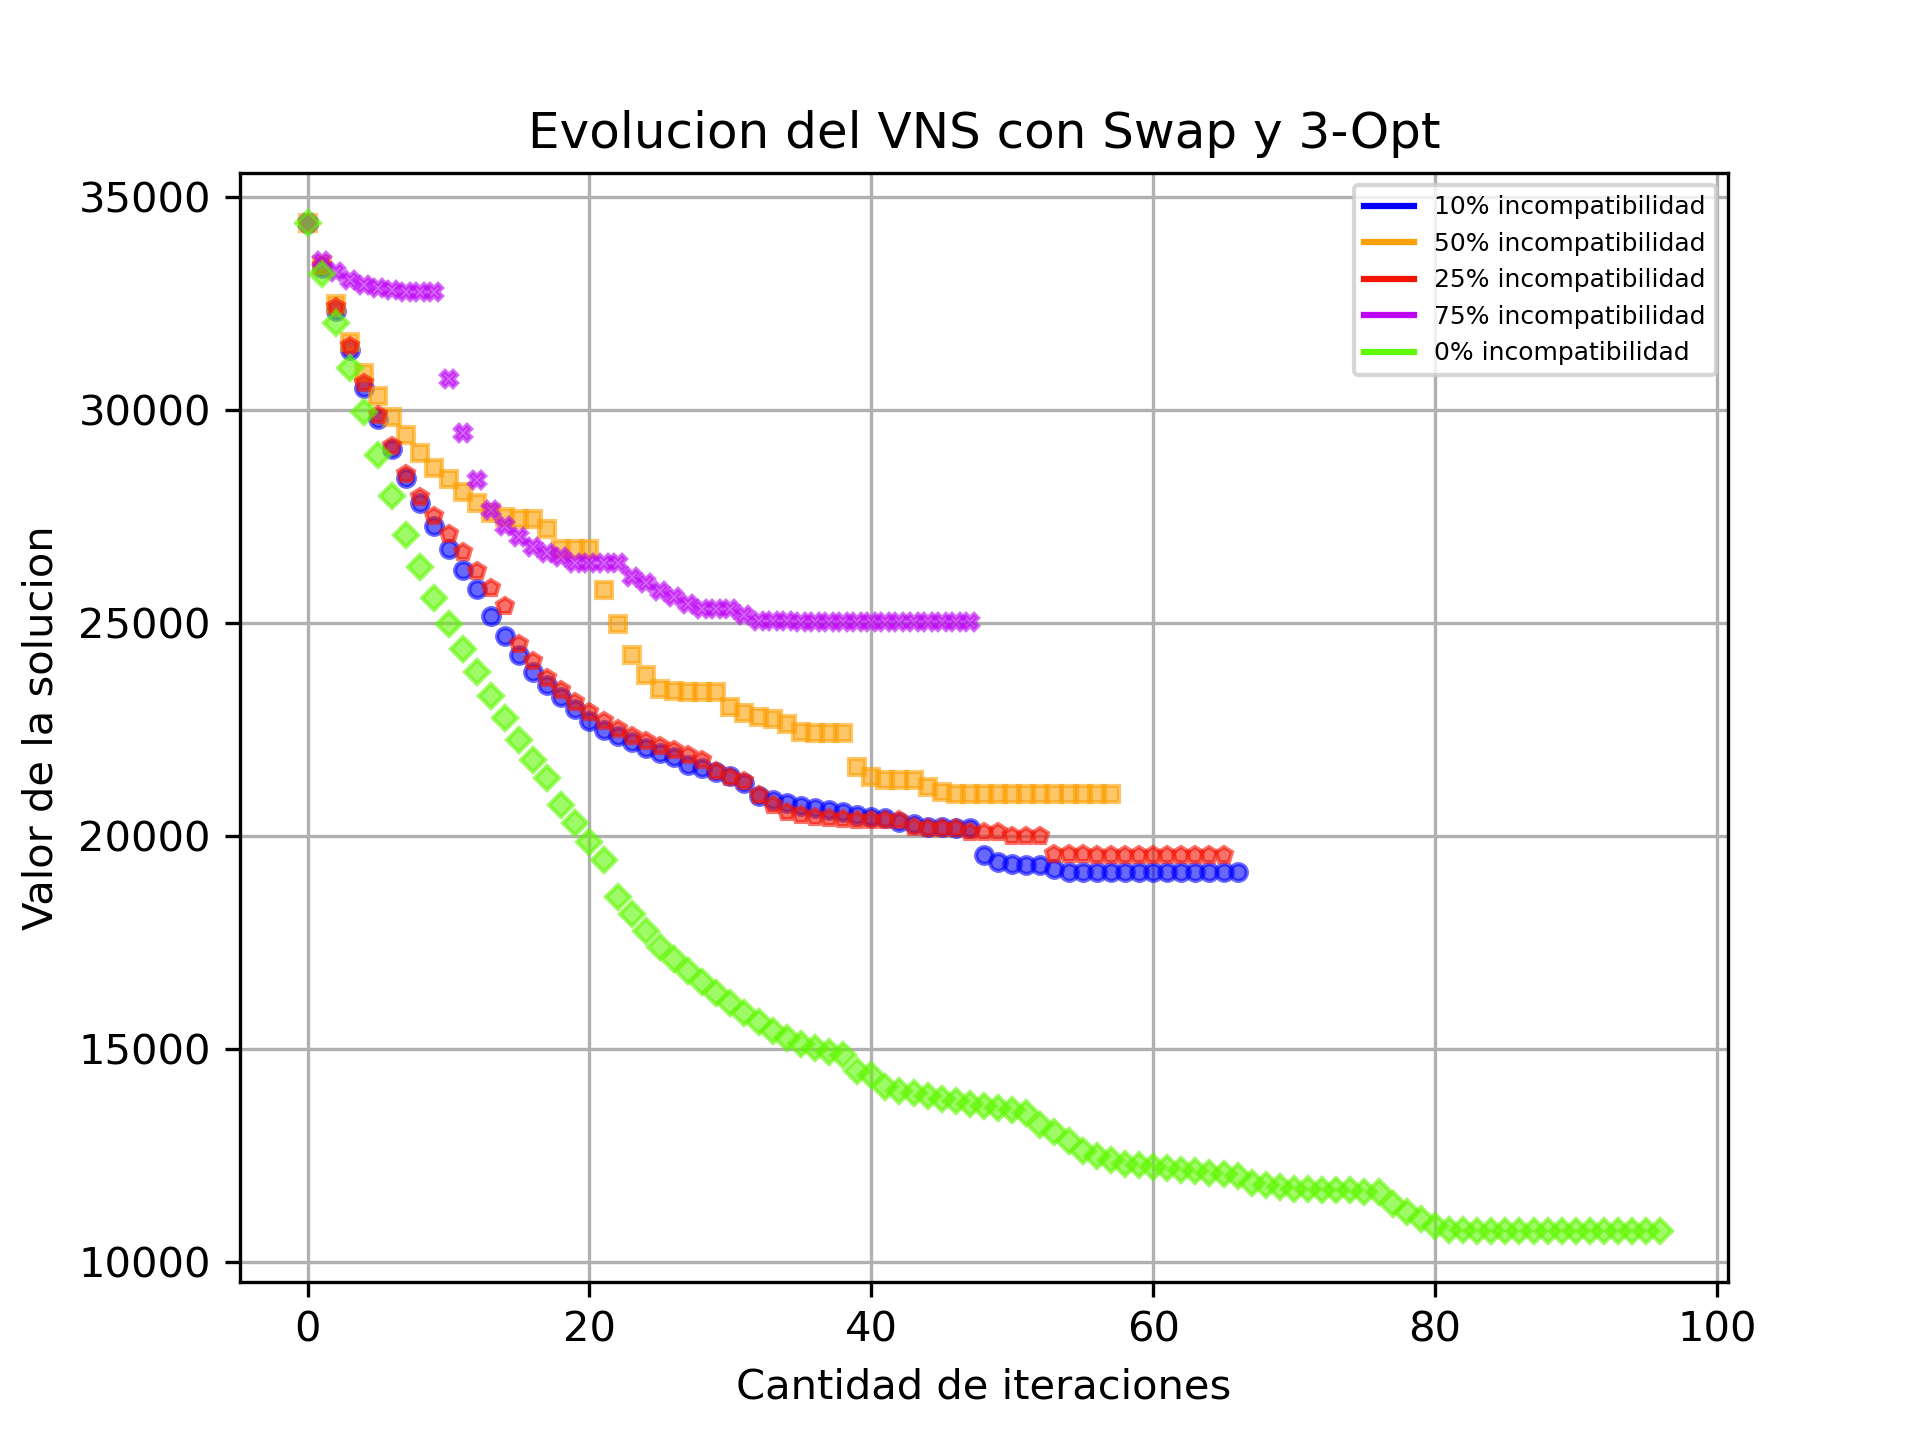 Evolucion del VNS con Swap y 3-Opt
35000
30000
25000
20000
15000
10000
Valor de la solucion
10% incompatibilidad
50% incompatibilidad
25% incompatibilidad
75% incompatibilidad
0% incompatibilidad
0 20 40 60 80 100
Cantidad de iteraciones